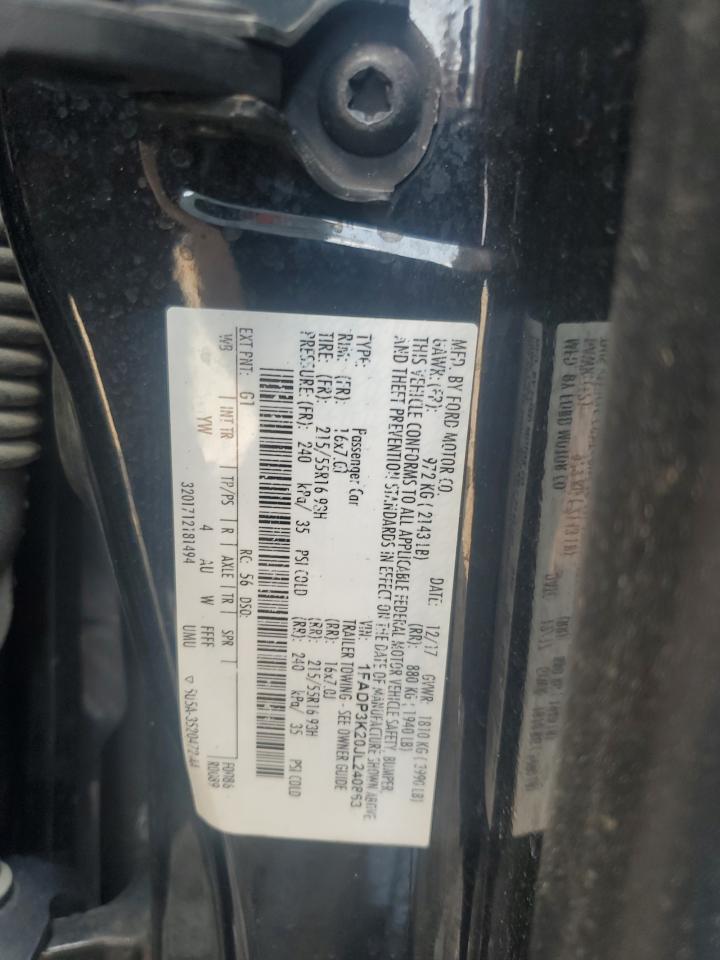 MFD. BY FORD MOTOR CO.
DATE: 12/17 GVWR: 1810 KG (3990 LB)
GAWR: (FR): 972 KG (2143 LB) (RR): 880 KG (1940 LB)
THIS VEHICLE CONFORMS TO ALL APPLICABLE FEDERAL MOTOR VEHICLE SAFETY, BUMPER,
AND THEFT PREVENTION STANDARDS IN EFFECT ON THE DATE OF MANUFACTURE SHOWN ABOVE
VIN: 1FADP3K20JL240863
TYPE: Passenger Car TRAILER TOWING - SEE OWNER GUIDE
RIM: (FR): 16x7.0J (RR): 16x7.0J
TIRE: (FR): 215/55R16 93H (RR): 215/55R16 93H
PRESSURE: (FR): 240 kPa/ 35 PSI COLD (RR): 240 kPa/ 35 PSI COLD
EXT PNT: G1 RC: 56 DSO: F0086
WB INT TR TP/PS R AXLE TR SPR R0089
YW 4 AU W FFFF
3201712181494 UMU